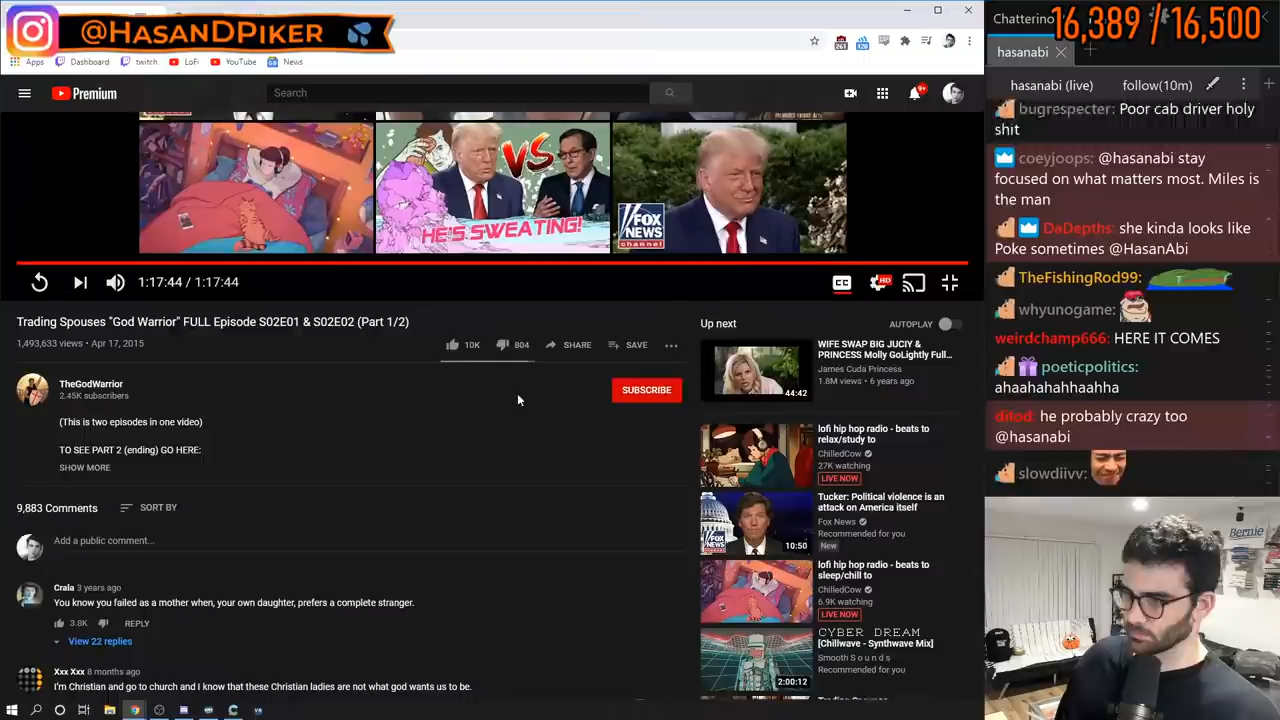 @HASANDPIKER
Apps
Dashboard
twitch
LoFi
YouTube
News
261
120
Premium
Search
9+
VS
HE'S SWEATING!
FOX
NEWS
channel
1:17:44 / 1:17:44
CC
HD
Trading Spouses "God Warrior" FULL Episode S02E01 & S02E02 (Part 1/2)
1,493,633 views • Apr 17, 2015
10K
804
SHARE
SAVE
TheGodWarrior
2.45K subscribers
SUBSCRIBE
(This is two episodes in one video)
TO SEE PART 2 (ending) GO HERE:
SHOW MORE
9,883 Comments
SORT BY
Add a public comment...
Crala 3 years ago
You know you failed as a mother when, your own daughter, prefers a complete stranger.
3.8K
REPLY
View 22 replies
Xxx Xxx 8 months ago
I'm Christian and go to church and I know that these Christian ladies are not what god wants us to be.
Up next
AUTOPLAY
WIFE SWAP BIG JUCIY &
PRINCESS Molly GoLightly Full...
James Cuda Princess
1.8M views • 6 years ago
44:42
lofi hip hop radio - beats to
relax/study to
ChilledCow
27K watching
LIVE NOW
Tucker: Political violence is an
attack on America itself
Fox News
Recommended for you
New
FOX
NEWS
10:50
lofi hip hop radio - beats to
sleep/chill to
ChilledCow
6.9K watching
LIVE NOW
CYBER DREAM
[Chillwave - Synthwave Mix]
Smooth S o u n d s
Recommended for you
2:00:12
Chatterino
16,389 / 16,500
hasanabi
hasanabi (live)
follow(10m)
bugrespecter: Poor cab driver holy
shit
coeyjoops: @hasanabi stay
focused on what matters most. Miles is
the man
DaDepths: she kinda looks like
Poke sometimes @HasanAbi
TheFishingRod99:
whyunogame:
weirdchamp666: HERE IT COMES
poeticpolitics:
ahaahahahhaahha
ditod: he probably crazy too
@hasanabi
slowdiivv:
Bernie